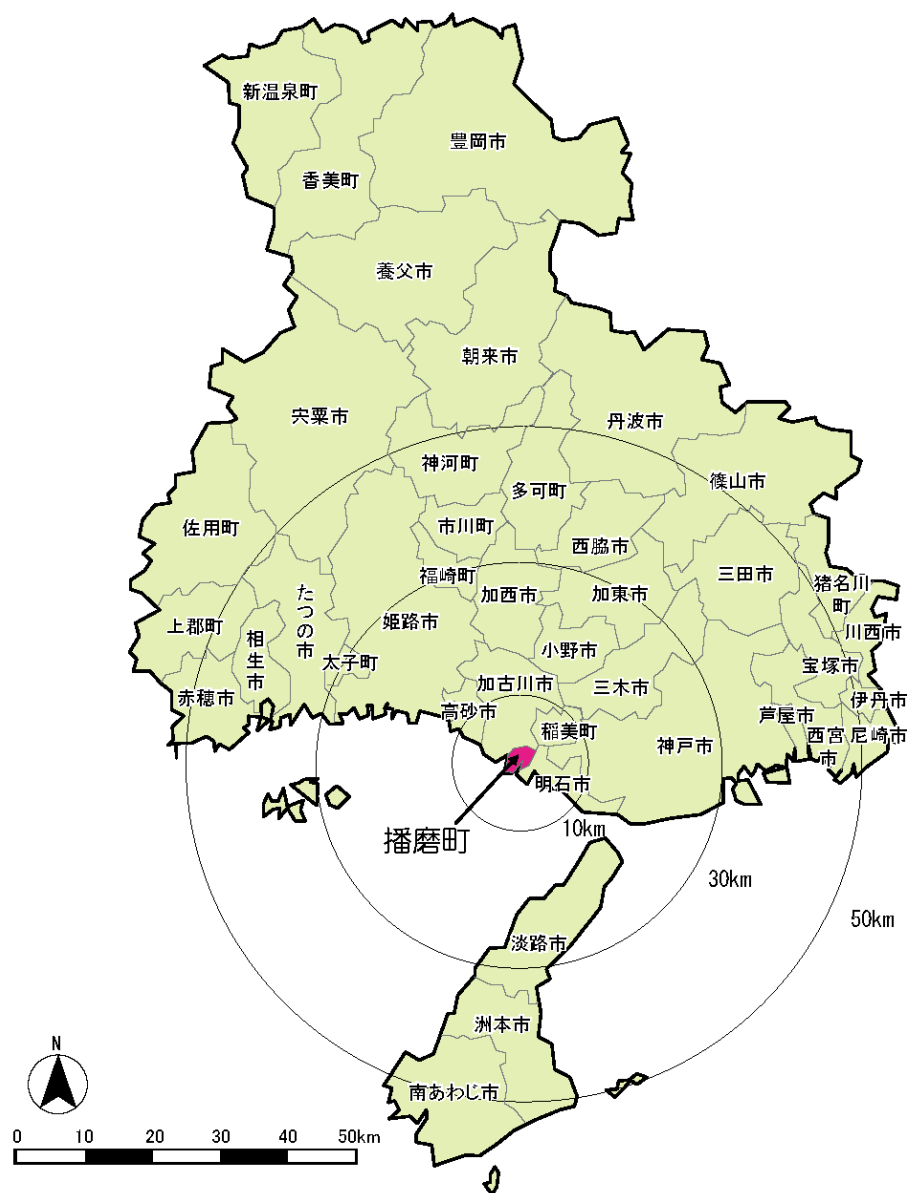 新温泉町
豊岡市
香美町
養父市
朝来市
宍粟市
丹波市
神河町
篠山市
多可町
佐用町
市川町
西脇市
福崎町
三田市
猪名川
町
たつの市
加西市
加東市
姫路市
上郡町
川西市
相生市
小野市
太子町
宝塚市
赤穂市
加古川市
三木市
伊丹市
高砂市
芦屋市
稲美町
神戸市
西宮
市
尼崎市
明石市
播磨町
10km
30km
50km
淡路市
洲本市
南あわじ市
N
0 10 20 30 40 50km